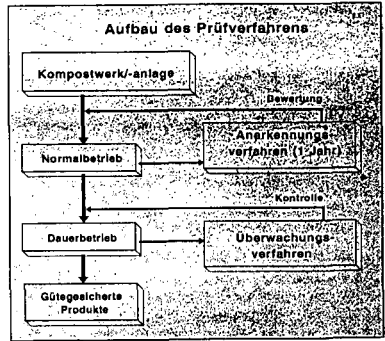 Aufbau des Prüfverfahrens
Kompostwerk/-anlage
Bewertung
Anerkennungs-
verfahren (1-Jahr)
Normalbetrieb
Kontrolle
Dauerbetrieb
Überwachungs-
verfahren
Gütegesicherte
Produkte